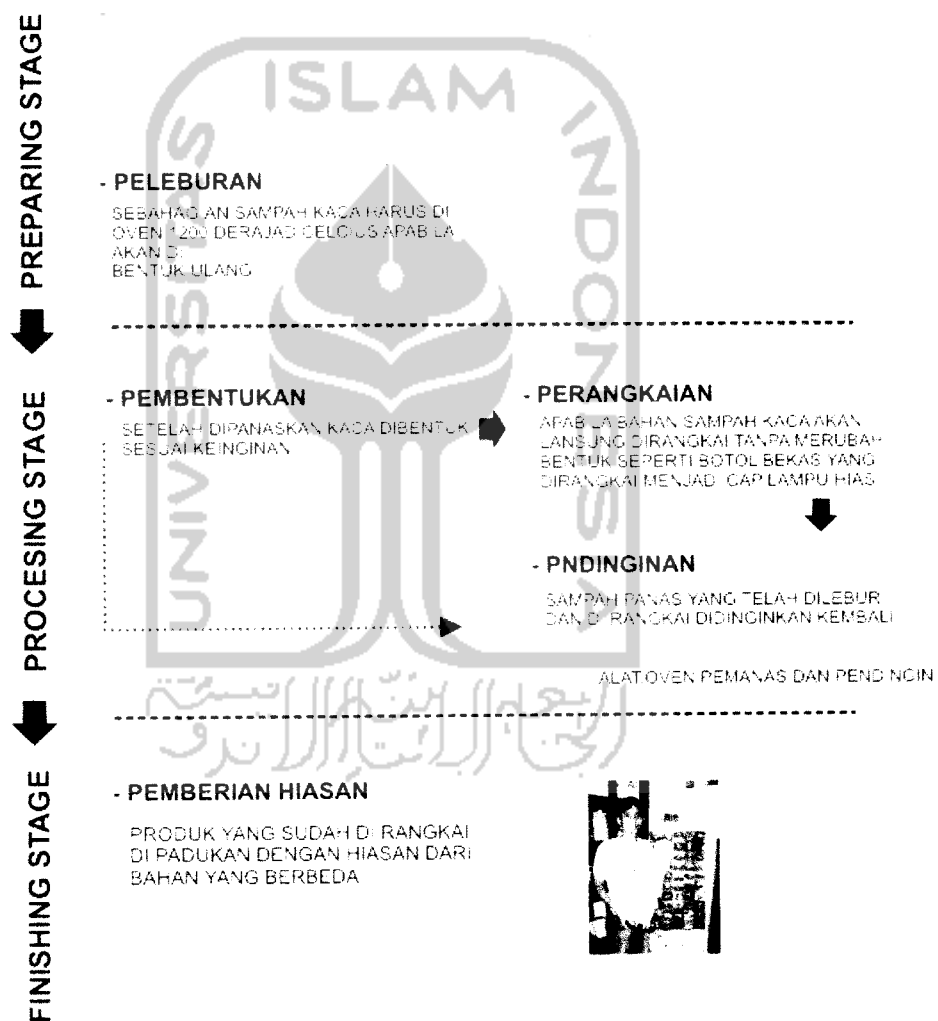 PREPARING STAGE
- PELEBURAN
SEBAHAGIAN SAMPAH KACA HARUS DI
OVEN 1200 DERAJAD CELCIUS APABILA
AKAN DI
BENTUK ULANG
PROCESING STAGE
- PEMBENTUKAN
SETELAH DIPANASKAN KACA DIBENTUK
SESUAI KEINGINAN
- PERANGKAIAN
APABILA BAHAN SAMPAH KACA AKAN
LANSUNG DIRANGKAI TANPA MERUBAH
BENTUK SEPERTI BOTOL BEKAS YANG
DIRANGKAI MENJADI CAP LAMPU HIAS
- PNDINGINAN
SAMPAH PANAS YANG TELAH DILEBUR
DAN DI RANGKAI DIDINGINKAN KEMBALI
ALAT OVEN PEMANAS DAN PENDINGIN
FINISHING STAGE
- PEMBERIAN HIASAN
PRODUK YANG SUDAH DI RANGKAI
DI PADUKAN DENGAN HIASAN DARI
BAHAN YANG BERBEDA
UNIVERSITAS
ISLAM
INDONESIA